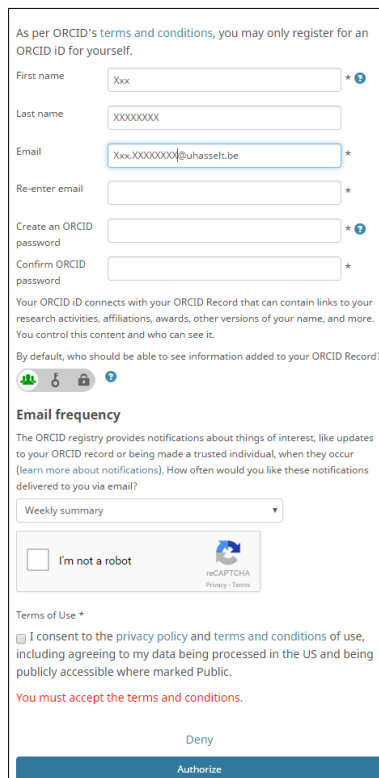 As per ORCID's terms and conditions, you may only register for an
ORCID iD for yourself.
First name
Xxx
*
Last name
XXXXXXXX
Email
Xxx.XXXXXXXX@uhasselt.be
*
Re-enter email
*
Create an ORCID
password
*
Confirm ORCID
password
*
Your ORCID iD connects with your ORCID Record that can contain links to your
research activities, affiliations, awards, other versions of your name, and more.
You control this content and who can see it.
By default, who should be able to see information added to your ORCID Record?
Email frequency
The ORCID registry provides notifications about things of interest, like updates
to your ORCID record or being made a trusted individual, when they occur
(learn more about notifications). How often would you like these notifications
delivered to you via email?
Weekly summary
I'm not a robot
reCAPTCHA
Privacy - Terms
Terms of Use *
I consent to the privacy policy and terms and conditions of use,
including agreeing to my data being processed in the US and being
publicly accessible where marked Public.
You must accept the terms and conditions.
Deny
Authorize